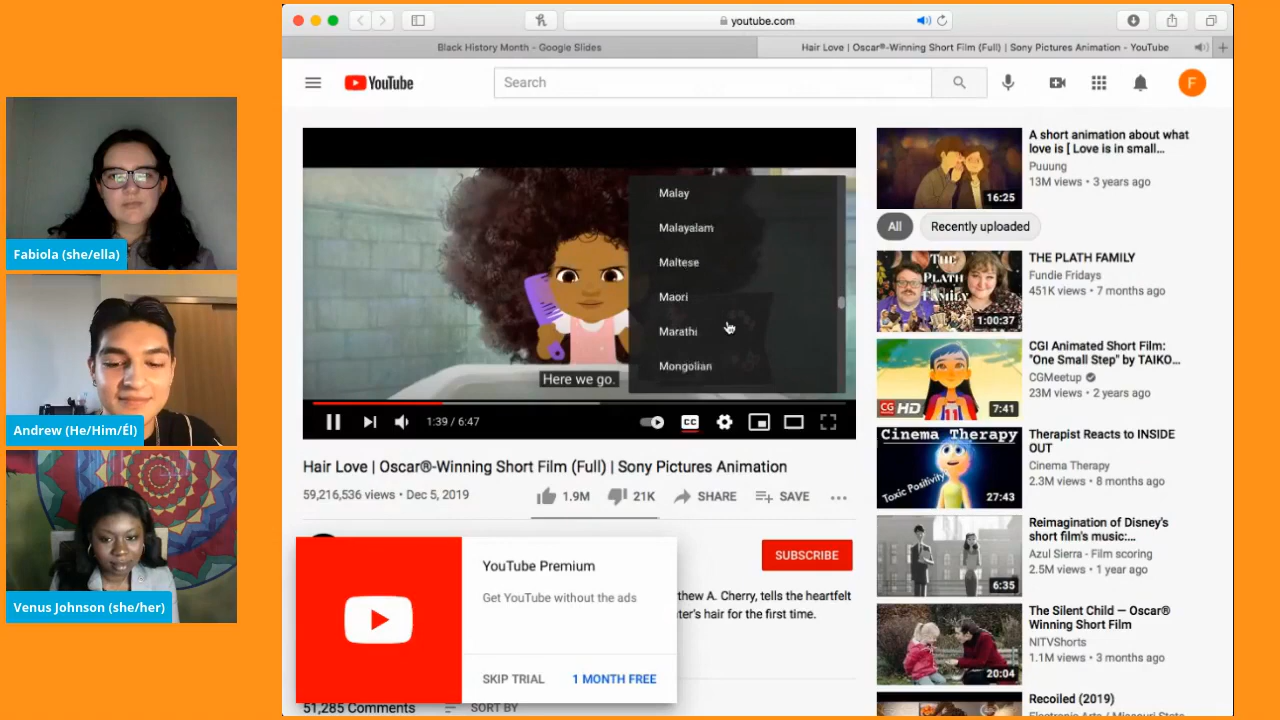 Fabiola (she/ella)
Andrew (He/Him/Él)
Venus Johnson (she/her)
youtube.com
Black History Month - Google Slides
Hair Love | Oscar®-Winning Short Film (Full) | Sony Pictures Animation - YouTube
YouTube
Search
F
Malay
Malayalam
Maltese
Maori
Marathi
Mongolian
Here we go.
1:39 / 6:47
CC
Hair Love | Oscar®-Winning Short Film (Full) | Sony Pictures Animation
59,216,536 views • Dec 5, 2019
1.9M
21K
SHARE
SAVE
SUBSCRIBE
thew A. Cherry, tells the heartfelt
ter's hair for the first time.
YouTube Premium
Get YouTube without the ads
SKIP TRIAL
1 MONTH FREE
51,285 Comments
SORT BY
16:25
A short animation about what
love is [ Love is in small...
Puuung
13M views • 3 years ago
All
Recently uploaded
THE
PLATH
FAMILY
1:00:37
THE PLATH FAMILY
Fundie Fridays
451K views • 7 months ago
CG HD
7:41
CGI Animated Short Film:
"One Small Step" by TAIKO...
CGMeetup
23M views • 2 years ago
Cinema Therapy
Toxic Positivity?
27:43
Therapist Reacts to INSIDE
OUT
Cinema Therapy
2.3M views • 8 months ago
6:35
Reimagination of Disney's
short film's music:...
Azul Sierra - Film scoring
2.5M views • 1 year ago
20:04
The Silent Child — Oscar®
Winning Short Film
NITVShorts
1.1M views • 3 months ago
Recoiled (2019)